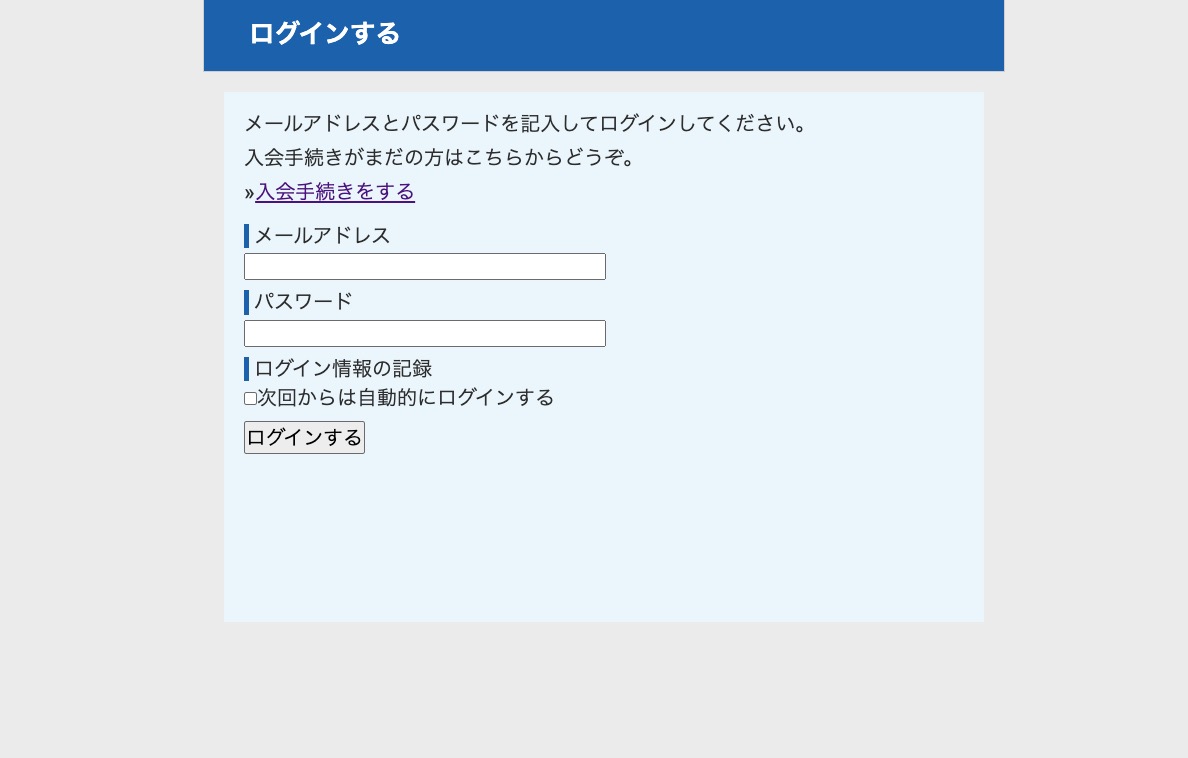 ログインする
メールアドレスとパスワードを記入してログインしてください。
入会手続きがまだの方はこちらからどうぞ。
»入会手続きをする
メールアドレス
パスワード
ログイン情報の記録
次回からは自動的にログインする
ログインする